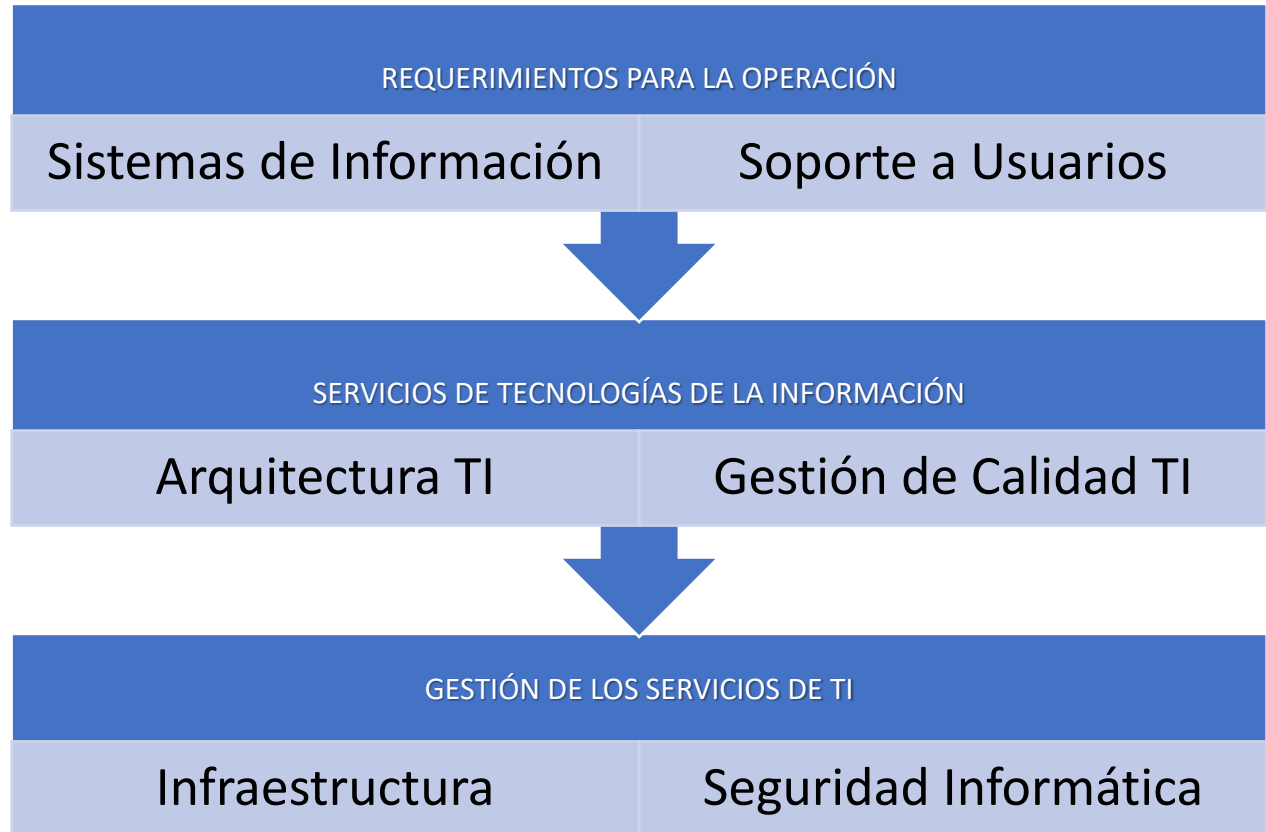 REQUERIMIENTOS PARA LA OPERACIÓN
Sistemas de Información
Soporte a Usuarios
SERVICIOS DE TECNOLOGÍAS DE LA INFORMACIÓN
Arquitectura TI
Gestión de Calidad TI
GESTIÓN DE LOS SERVICIOS DE TI
Infraestructura
Seguridad Informática